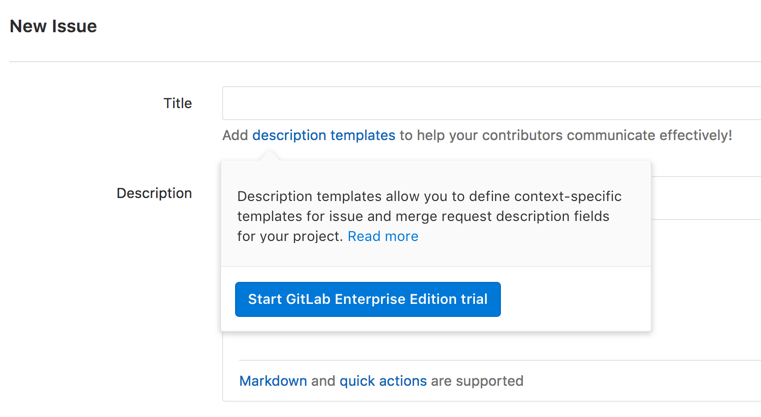 New Issue
Title
Add description templates to help your contributors communicate effectively!
Description
Description templates allow you to define context-specific
templates for issue and merge request description fields
for your project. Read more
Start GitLab Enterprise Edition trial
Markdown and quick actions are supported